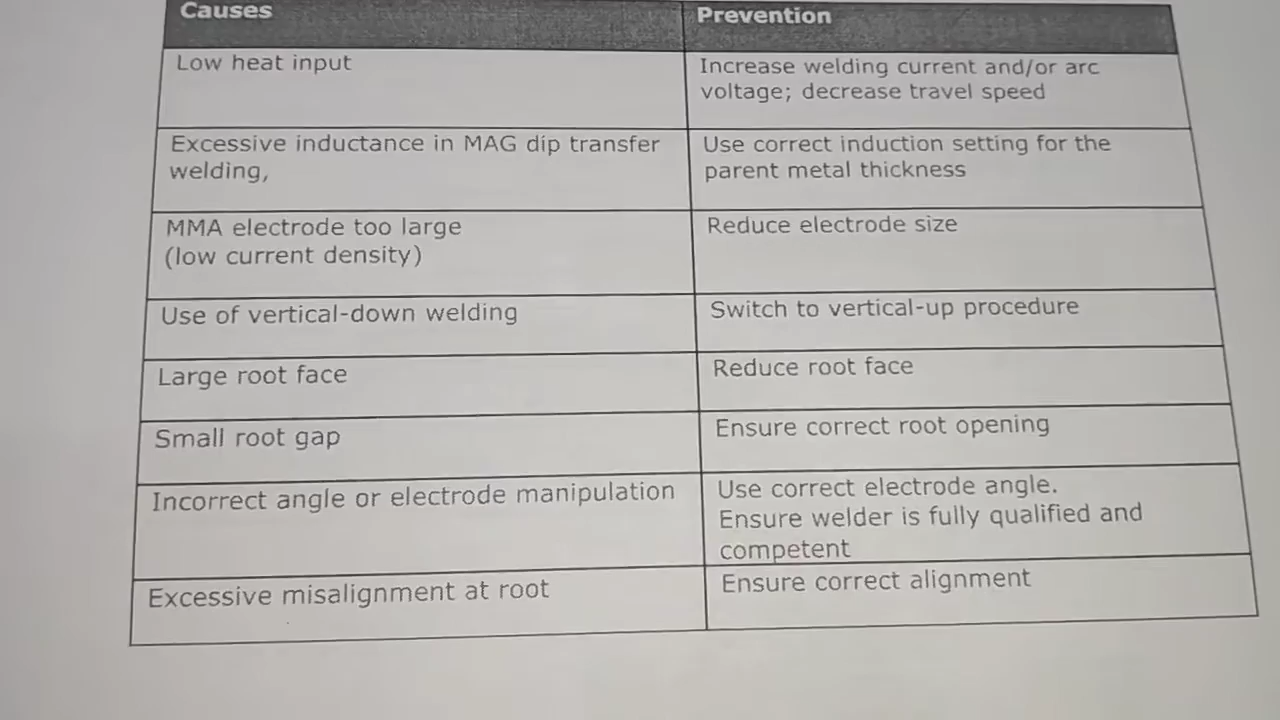 Causes Prevention
Low heat input
Increase welding current and/or arc
voltage; decrease travel speed
Excessive inductance in MAG dip transfer
welding,
Use correct induction setting for the
parent metal thickness
MMA electrode too large
(low current density)
Reduce electrode size
Use of vertical-down welding
Switch to vertical-up procedure
Large root face
Reduce root face
Small root gap
Ensure correct root opening
Incorrect angle or electrode manipulation
Use correct electrode angle.
Ensure welder is fully qualified and
competent
Excessive misalignment at root
Ensure correct alignment